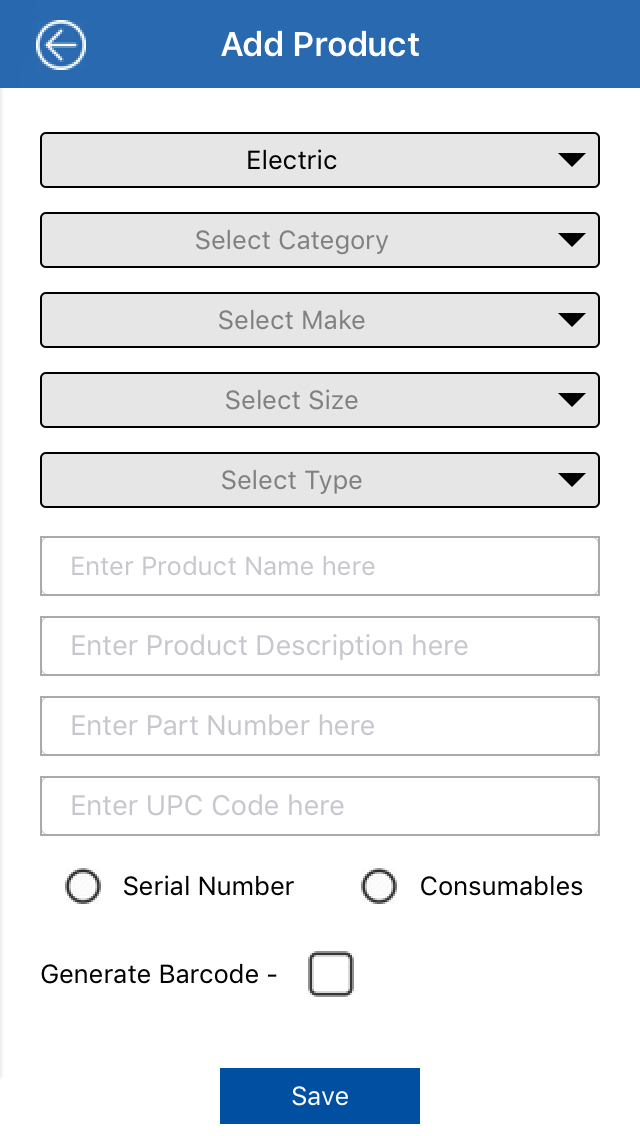 Add Product
Electric
Select Category
Select Make
Select Size
Select Type
Enter Product Name here
Enter Product Description here
Enter Part Number here
Enter UPC Code here
Serial Number Consumables
Generate Barcode -
Save